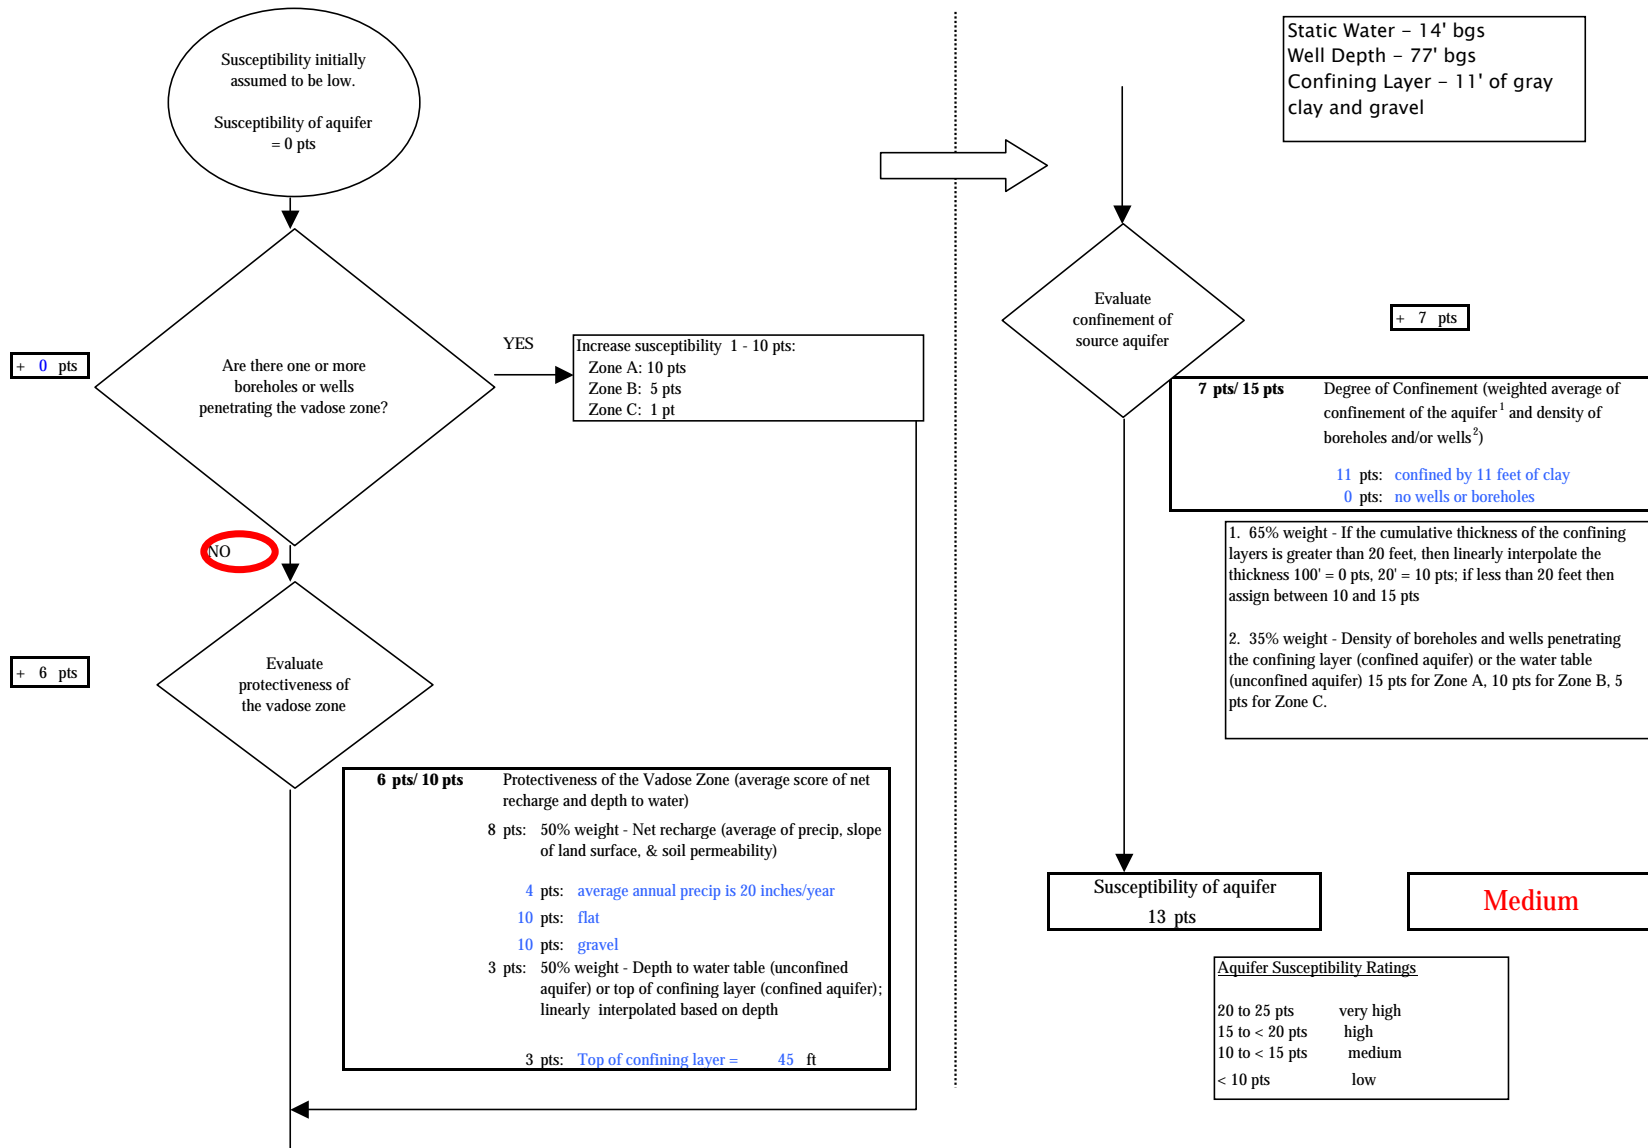 Susceptibility initially
assumed to be low.
Susceptibility of aquifer
= 0 pts
+ 0 pts
Are there one or more
boreholes or wells
penetrating the vadose zone?
YES
Increase susceptibility 1 - 10 pts:
Zone A: 10 pts
Zone B: 5 pts
Zone C: 1 pt
NO
+ 6 pts
Evaluate
protectiveness of
the vadose zone
6 pts/ 10 pts Protectiveness of the Vadose Zone (average score of net
recharge and depth to water)
8 pts: 50% weight - Net recharge (average of precip, slope
of land surface, & soil permeability)
4 pts: average annual precip is 20 inches/year
10 pts: flat
10 pts: gravel
3 pts: 50% weight - Depth to water table (unconfined
aquifer) or top of confining layer (confined aquifer);
linearly interpolated based on depth
3 pts: Top of confining layer = 45 ft
Static Water – 14' bgs
Well Depth – 77' bgs
Confining Layer – 11' of gray
clay and gravel
Evaluate
confinement of
source aquifer
+ 7 pts
7 pts/ 15 pts Degree of Confinement (weighted average of
confinement of the aquifer¹ and density of
boreholes and/or wells²)
11 pts: confined by 11 feet of clay
0 pts: no wells or boreholes
1. 65% weight - If the cumulative thickness of the confining
layers is greater than 20 feet, then linearly interpolate the
thickness 100' = 0 pts, 20' = 10 pts; if less than 20 feet then
assign between 10 and 15 pts
2. 35% weight - Density of boreholes and wells penetrating
the confining layer (confined aquifer) or the water table
(unconfined aquifer) 15 pts for Zone A, 10 pts for Zone B, 5
pts for Zone C.
Susceptibility of aquifer
13 pts
Medium
Aquifer Susceptibility Ratings
20 to 25 pts very high
15 to < 20 pts high
10 to < 15 pts medium
< 10 pts low